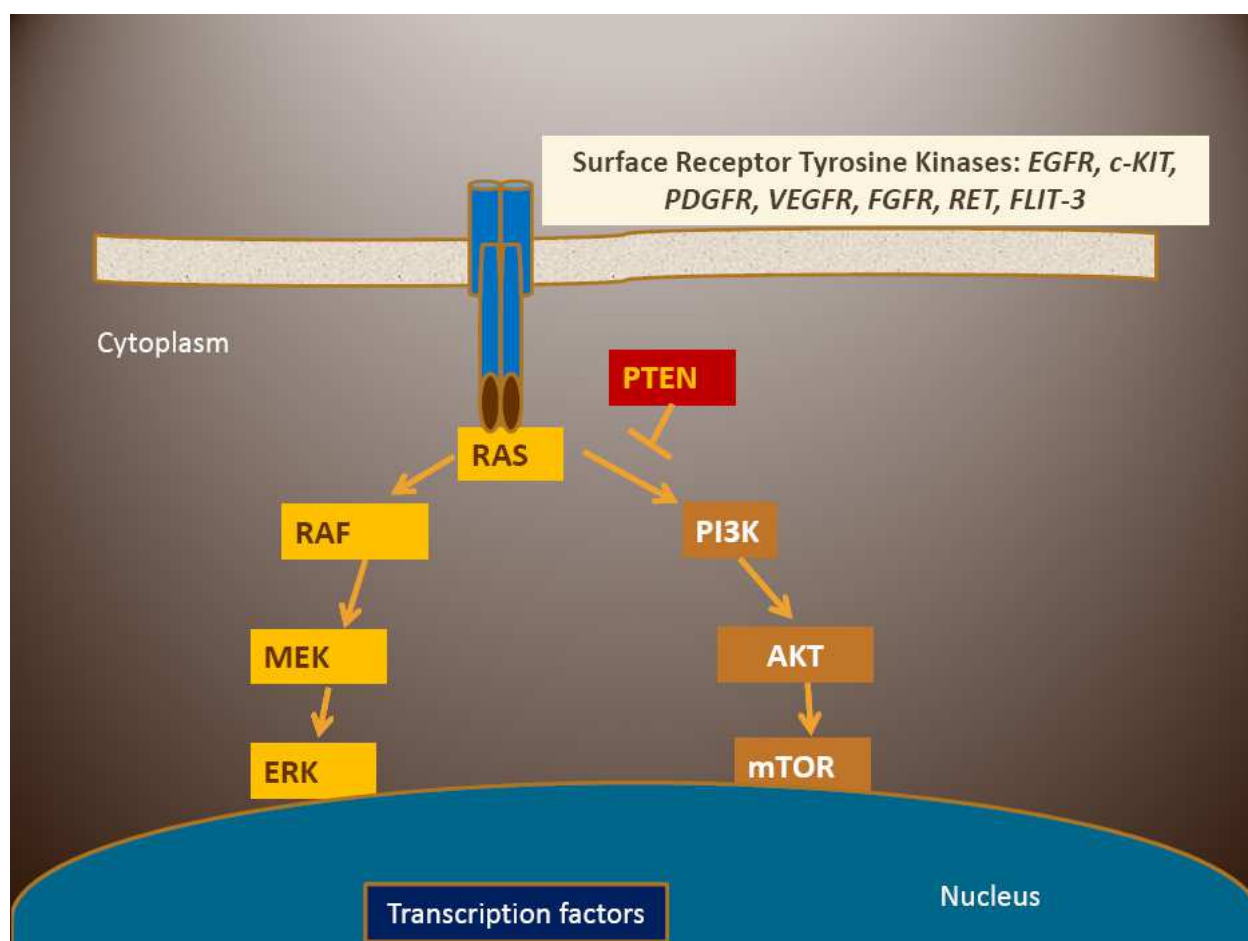 Surface Receptor Tyrosine Kinases: EGFR, c-KIT,
PDGFR, VEGFR, FGFR, RET, FLIT-3
Cytoplasm
PTEN
RAS
RAF
PI3K
MEK
AKT
ERK
mTOR
Nucleus
Transcription factors